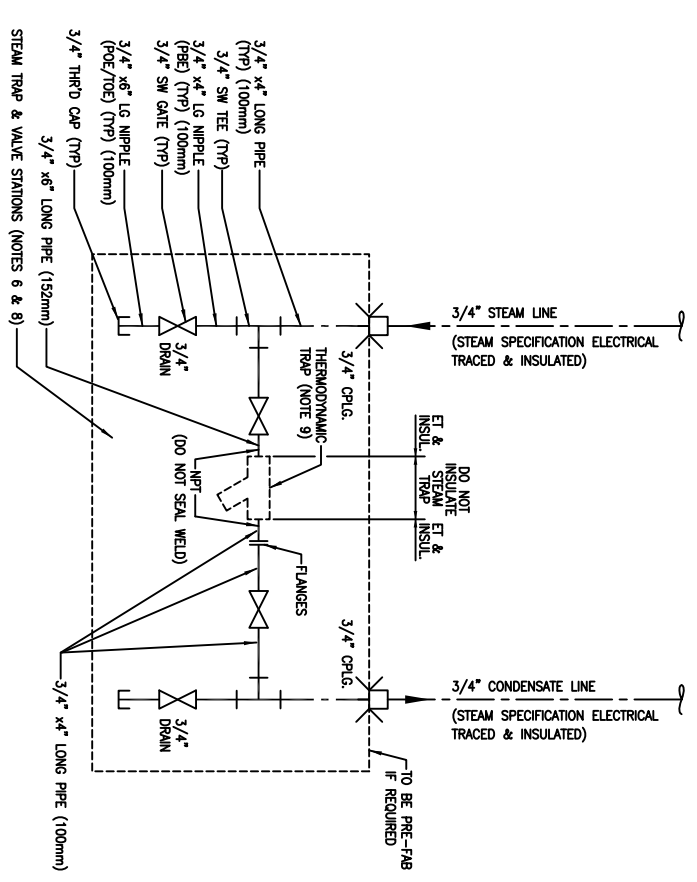 3/4" STEAM LINE
(STEAM SPECIFICATION ELECTRICAL
TRACED & INSULATED)
3/4" CONDENSATE LINE
(STEAM SPECIFICATION ELECTRICAL
TRACED & INSULATED)
ET &
INSUL.
DO NOT
INSULATE
STEAM
TRAP
ET &
INSUL.
TO BE PRE-FAB
IF REQUIRED
3/4" CPLG.
3/4" CPLG.
THERMODYNAMIC
TRAP (NOTE 9)
FLANGES
3/4" x4" LONG PIPE
(TYP) (100mm)
3/4" SW TEE (TYP)
3/4" x4" LG NIPPLE
(PBE) (TYP) (100mm)
3/4" SW GATE (TYP)
3/4" x6" LG NIPPLE
(POE/TOE) (TYP) (100mm)
3/4" THR'D CAP (TYP)
3/4"
DRAIN
NPT
(DO NOT SEAL WELD)
3/4"
DRAIN
3/4" x6" LONG PIPE (152mm)
3/4" x4" LONG PIPE (100mm)
STEAM TRAP & VALVE STATIONS (NOTES 6 & 8)